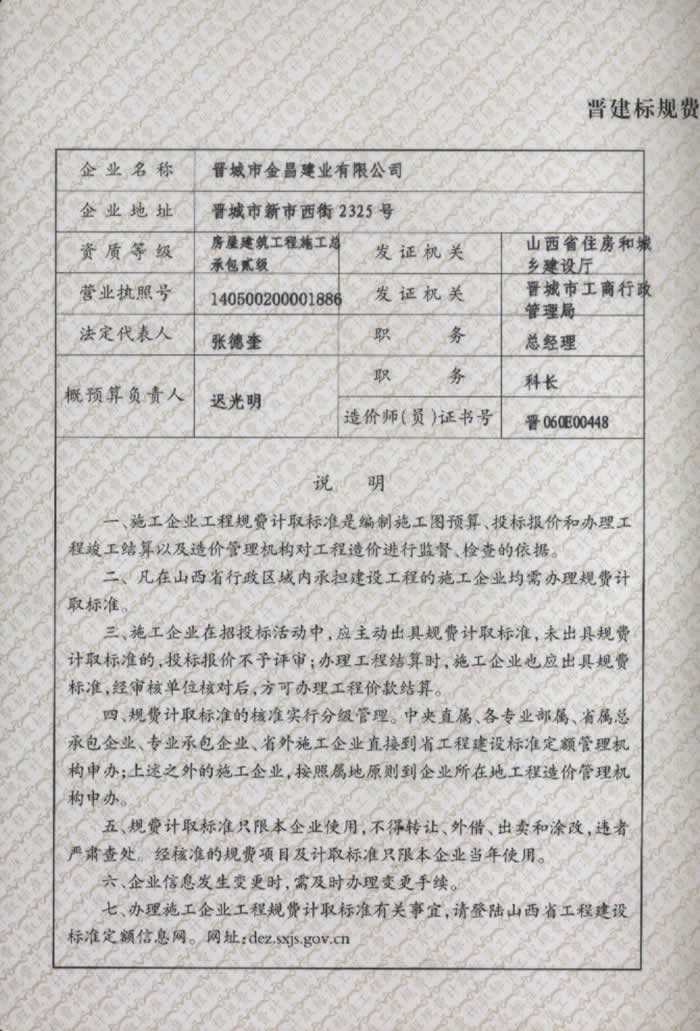 晋建标规费
企业名称 晋城市金昌建业有限公司
企业地址 晋城市新市西街2325号
资质等级 房屋建筑工程施工总 发证机关 山西省住房和城
承包贰级 乡建设厅
营业执照号 140500200001886 发证机关 晋城市工商行政
管理局
法定代表人 张德奎 职务 总经理
概预算负责人 迟光明 职务 科长
造价师(员)证书号 晋060E00448
说 明
一、施工企业工程规费计取标准是编制施工图预算、投标报价和办理工
程竣工结算以及造价管理机构对工程造价进行监督、检查的依据。
二、凡在山西省行政区域内承担建设工程的施工企业均需办理规费计
取标准。
三、施工企业在招投标活动中,应主动出具规费计取标准,未出具规费
计取标准的,投标报价不予评审;办理工程结算时,施工企业也应出具规费
标准,经审核单位核对后,方可办理工程价款结算。
四、规费计取标准的核准实行分级管理。中央直属、各专业部属、省属总
承包企业、专业承包企业、省外施工企业直接到省工程建设标准定额管理机
构申办;上述之外的施工企业,按照属地原则到企业所在地工程造价管理机
构申办。
五、规费计取标准只限本企业使用,不得转让、外借、出卖和涂改,违者
严肃查处。经核准的规费项目及计取标准只限本企业当年使用。
六、企业信息发生变更时,需及时办理变更手续。
七、办理施工企业工程规费计取标准有关事宜,请登陆山西省工程建设
标准定额信息网。网址:dez.sxjs.gov.cn